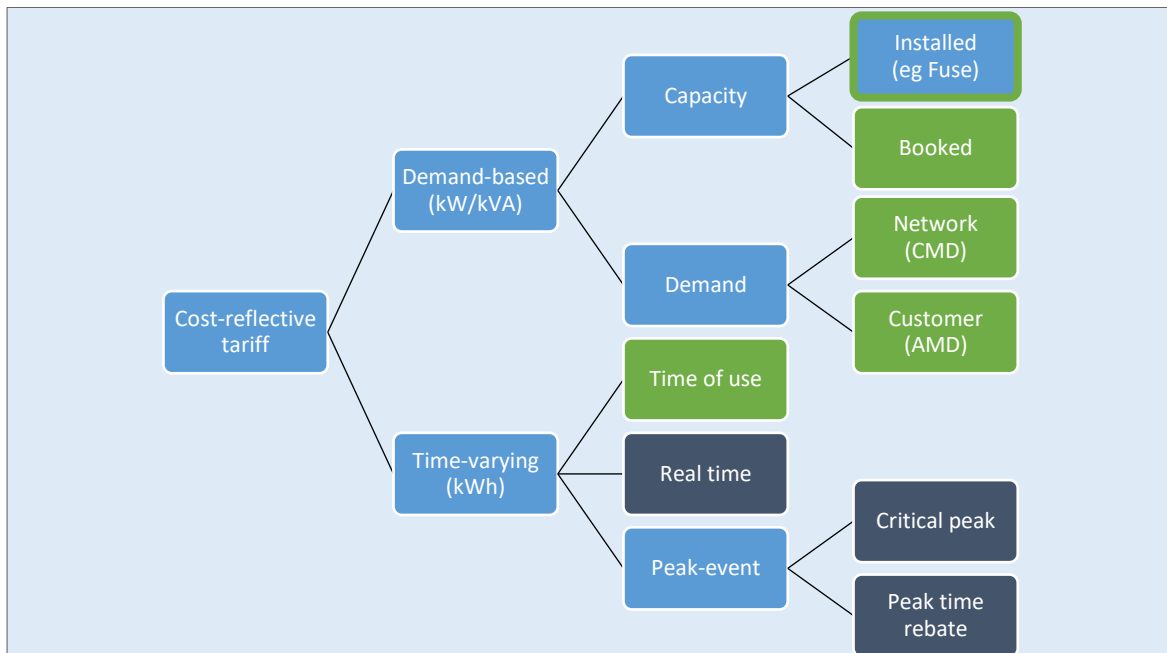 Cost-reflective
tariff
Demand-based
(kW/kVA)
Time-varying
(kWh)
Capacity
Demand
Time of use
Real time
Peak-event
Installed
(eg Fuse)
Booked
Network
(CMD)
Customer
(AMD)
Critical peak
Peak time
rebate